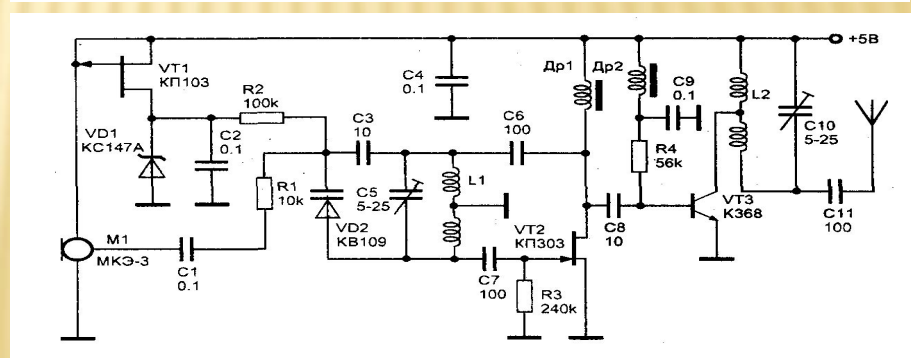 +5В
VT1
КП103
R2
100k
VD1
КС147А
C2
0.1
R1
10k
M1
МКЭ-3
C1
0.1
C3
10
C4
0.1
C5
5-25
VD2
КВ109
L1
C6
100
C7
100
VT2
КП303
R3
240k
Др1
Др2
C9
0.1
R4
56k
C8
10
VT3
К368
L2
C10
5-25
C11
100